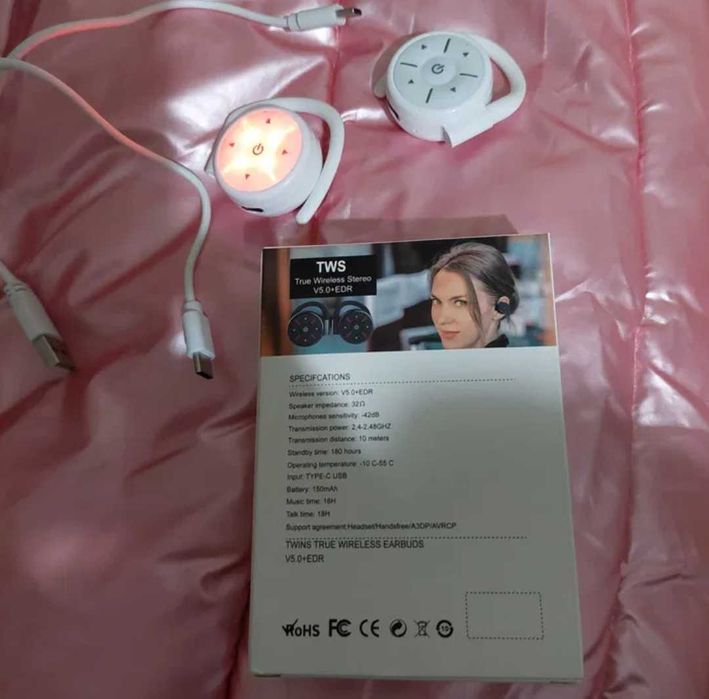 TWS
True Wireless Stereo
V5.0+EDR
SPECIFCATIONS
Wireless version: V5.0+EDR
Speaker impedance: 32Ω
Microphones sensitivity: -42dB
Transmission power: 2,4-2.48GHZ
Transmission distance: 10 meters
Standby time: 180 hours
Operating temperature: -10 C-55 C
Input: TYPE-C USB
Battery: 150mAh
Music time: 16H
Talk time: 18H
Support agreement:Headset/Handsfree/A3DP/AVRCP
TWINS TRUE WIRELESS EARBUDS
V5.0+EDR
RoHS FC CE 10